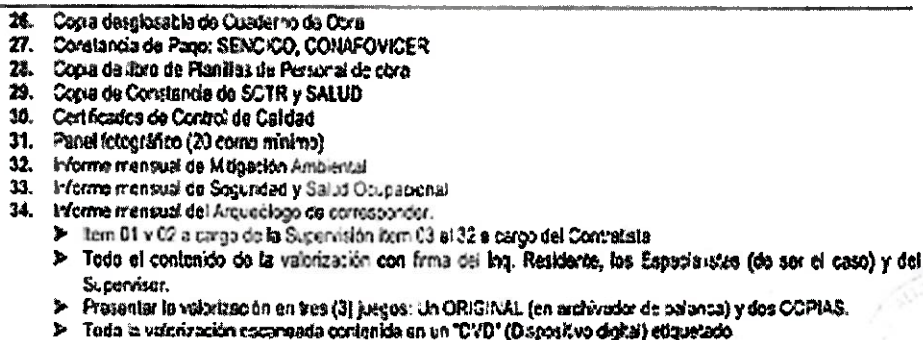 26. Copia desglosable de Cuaderno de Obra
27. Constancia de Pago: SENCICO, CONAFOVICER
28. Copia de libro de Planillas de Personal de obra
29. Copia de Constancia de SCTR y SALUD
30. Certificados de Control de Calidad
31. Panel fotográfico (20 como mínimo)
32. Informe mensual de Mitigación Ambiental
33. Informe mensual de Seguridad y Salud Ocupacional
34. Informe mensual del Arqueólogo de corresponder.
➢ Item 01 y 02 a cargo de la Supervisión item 03 al 32 a cargo del Contratista
➢ Todo el contenido de la valorización con firma del Ing. Residente, los Especialistas (de ser el caso) y del
Supervisor.
➢ Presentar la valorización en tres (3) juegos: Un ORIGINAL (en archivador de palanca) y dos COPIAS.
➢ Toda la valorización escaneada contenida en un "CVD" (Dispositivo digital) etiquetado